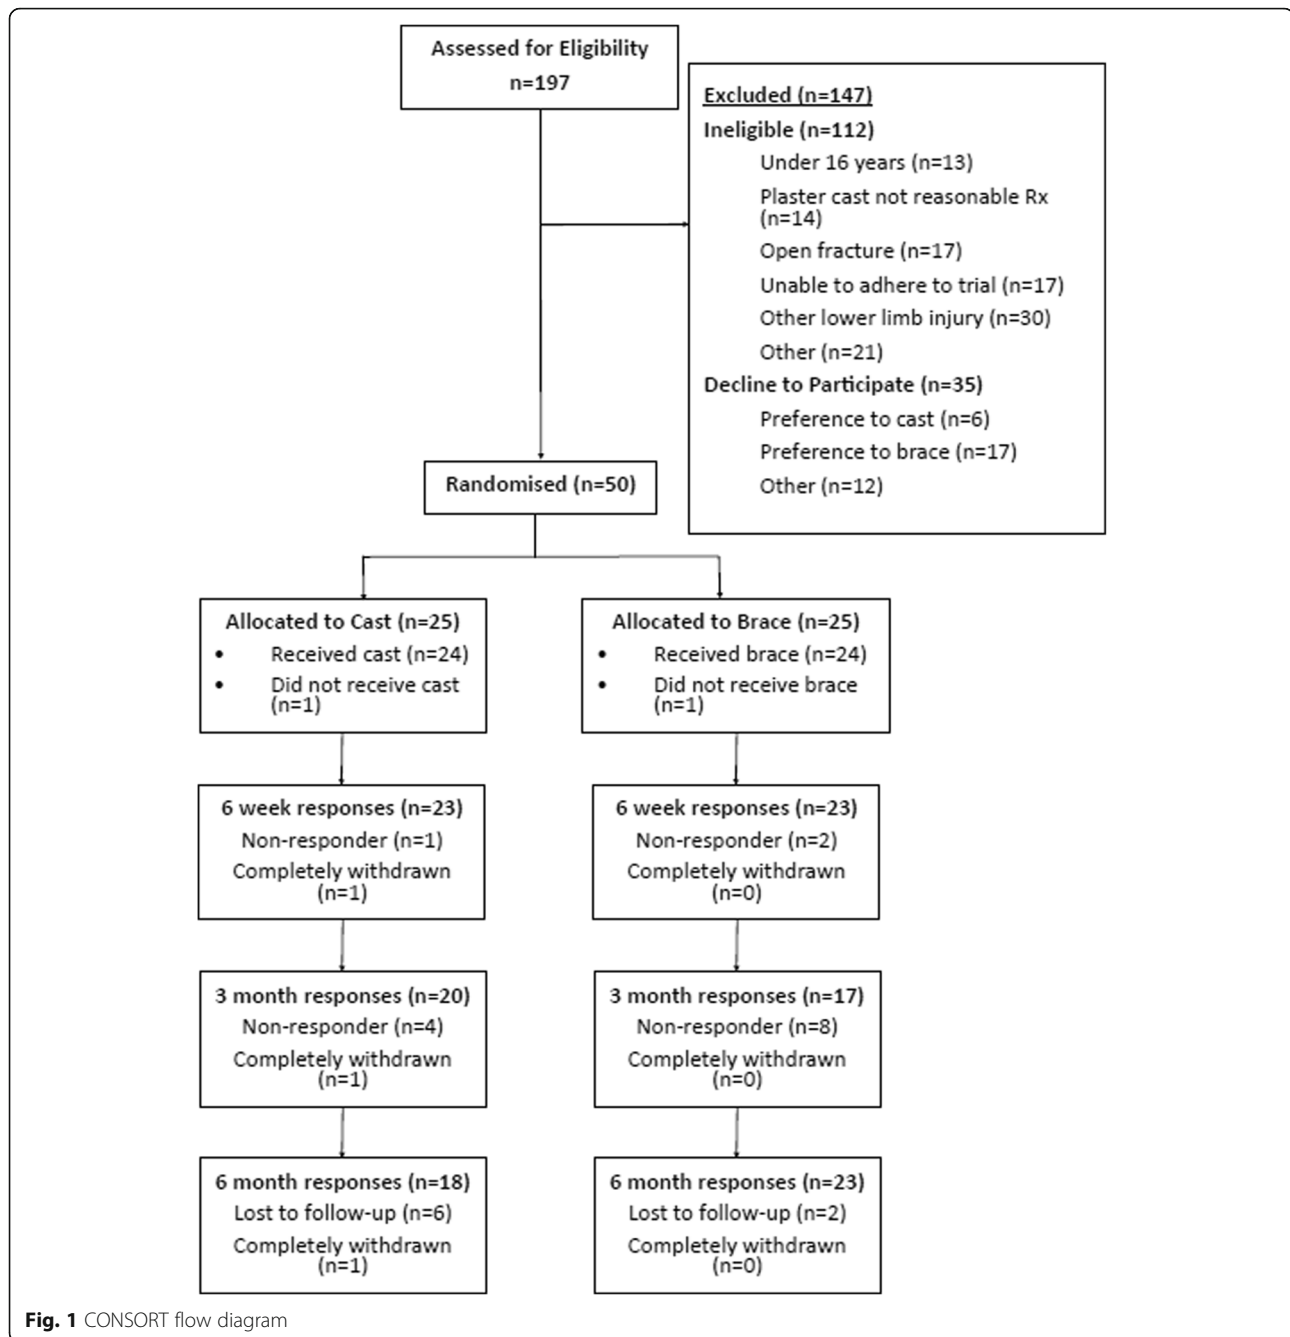 Assessed for Eligibility
n=197
Excluded (n=147)
Ineligible (n=112)
Under 16 years (n=13)
Plaster cast not reasonable Rx
(n=14)
Open fracture (n=17)
Unable to adhere to trial (n=17)
Other lower limb injury (n=30)
Other (n=21)
Decline to Participate (n=35)
Preference to cast (n=6)
Preference to brace (n=17)
Other (n=12)
Randomised (n=50)
Allocated to Cast (n=25)
• Received cast (n=24)
• Did not receive cast
(n=1)
Allocated to Brace (n=25)
• Received brace (n=24)
• Did not receive brace
(n=1)
6 week responses (n=23)
Non-responder (n=1)
Completely withdrawn
(n=1)
6 week responses (n=23)
Non-responder (n=2)
Completely withdrawn
(n=0)
3 month responses (n=20)
Non-responder (n=4)
Completely withdrawn
(n=1)
3 month responses (n=17)
Non-responder (n=8)
Completely withdrawn
(n=0)
6 month responses (n=18)
Lost to follow-up (n=6)
Completely withdrawn
(n=1)
6 month responses (n=23)
Lost to follow-up (n=2)
Completely withdrawn
(n=0)
Fig. 1 CONSORT flow diagram